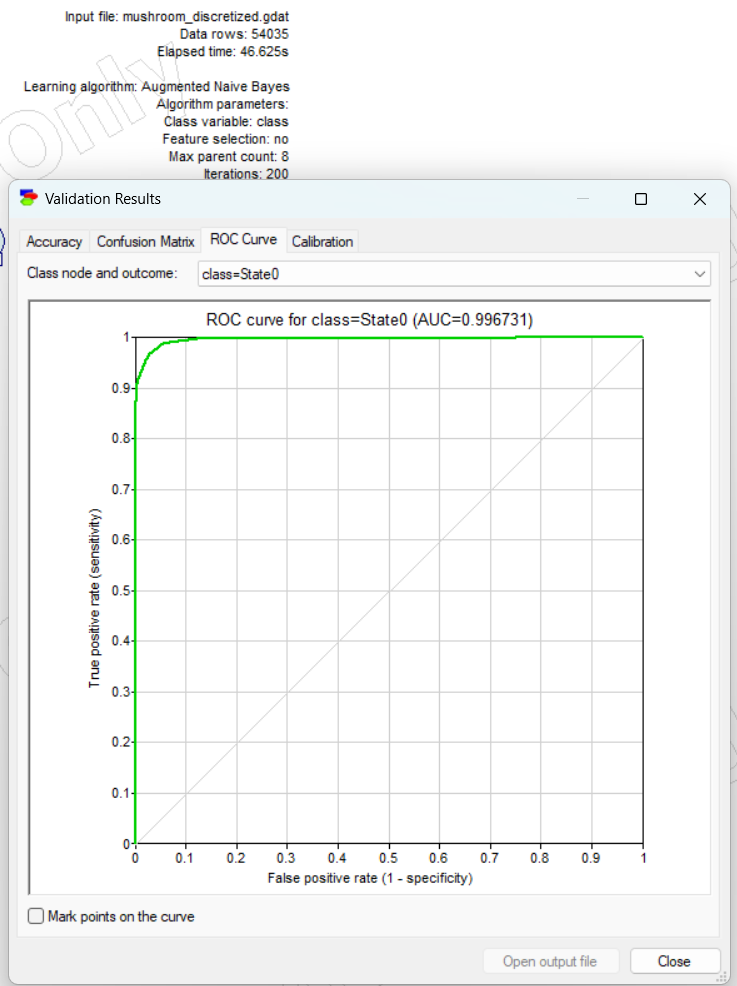 Input file: mushroom_discretized.gdat
Data rows: 54035
Elapsed time: 46.625s
Learning algorithm: Augmented Naive Bayes
Algorithm parameters:
Class variable: class
Feature selection: no
Max parent count: 8
Iterations: 200
only
Validation Results
Accuracy Confusion Matrix ROC Curve Calibration
Class node and outcome: class=State0
ROC curve for class=State0 (AUC=0.996731)
True positive rate (sensitivity)
1
0.9
0.8
0.7
0.6
0.5
0.4
0.3
0.2
0.1
0
0 0.1 0.2 0.3 0.4 0.5 0.6 0.7 0.8 0.9 1
False positive rate (1 - specificity)
Mark points on the curve
Open output file Close